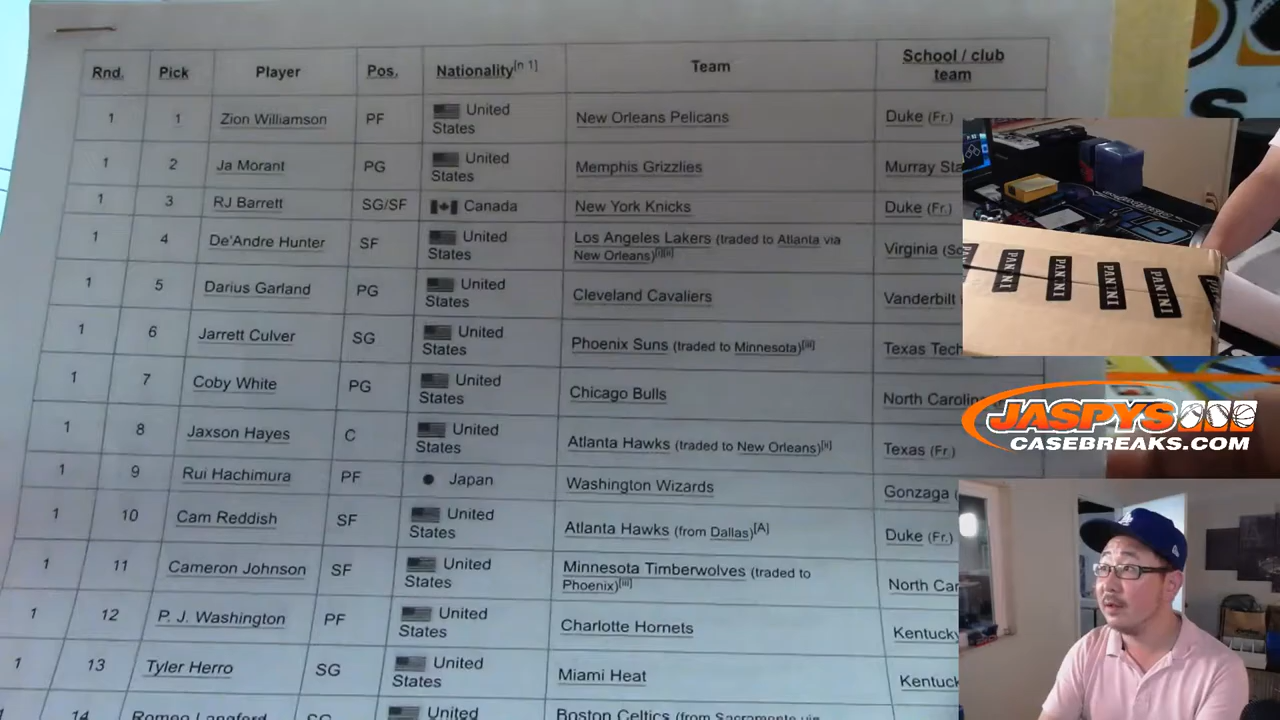 Rnd. Pick Player Pos. Nationality[n 1] Team School / club team
1 1 Zion Williamson PF United States New Orleans Pelicans Duke (Fr.)
1 2 Ja Morant PG United States Memphis Grizzlies Murray Sta
1 3 RJ Barrett SG/SF Canada New York Knicks Duke (Fr.)
1 4 De'Andre Hunter SF United States Los Angeles Lakers (traded to Atlanta via New Orleans)[i][ii] Virginia (So
1 5 Darius Garland PG United States Cleveland Cavaliers Vanderbilt
1 6 Jarrett Culver SG United States Phoenix Suns (traded to Minnesota)[iii] Texas Tech
1 7 Coby White PG United States Chicago Bulls North Carolina
1 8 Jaxson Hayes C United States Atlanta Hawks (traded to New Orleans)[ii] Texas (Fr.)
1 9 Rui Hachimura PF Japan Washington Wizards Gonzaga
1 10 Cam Reddish SF United States Atlanta Hawks (from Dallas)[A] Duke (Fr.)
1 11 Cameron Johnson SF United States Minnesota Timberwolves (traded to Phoenix)[iii] North Car
1 12 P. J. Washington PF United States Charlotte Hornets Kentucky
1 13 Tyler Herro SG United States Miami Heat Kentuck
14 Romeo Langford United Boston Celtics (from Sacramento via
PANINI PANINI PANINI PANINI
JASPYS
CASEBREAKS.COM